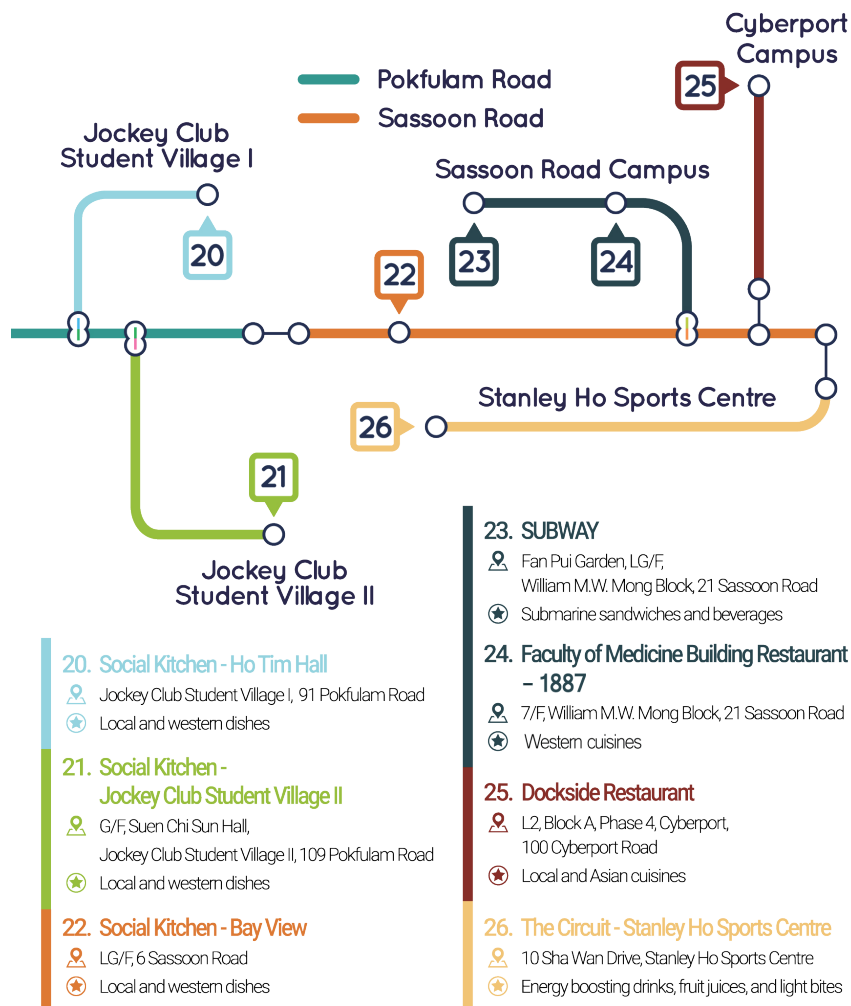 Cyberport
Campus
25
Pokfulam Road
Sassoon Road
Jockey Club
Student Village I
Sassoon Road Campus
20
22
23
24
Stanley Ho Sports Centre
26
21
Jockey Club
Student Village II
20. Social Kitchen - Ho Tim Hall
Jockey Club Student Village I, 91 Pokfulam Road
Local and western dishes
21. Social Kitchen -
Jockey Club Student Village II
G/F, Suen Chi Sun Hall,
Jockey Club Student Village II, 109 Pokfulam Road
Local and western dishes
22. Social Kitchen - Bay View
LG/F, 6 Sassoon Road
Local and western dishes
23. SUBWAY
Fan Pui Garden, LG/F,
William M.W. Mong Block, 21 Sassoon Road
Submarine sandwiches and beverages
24. Faculty of Medicine Building Restaurant
– 1887
7/F, William M.W. Mong Block, 21 Sassoon Road
Western cuisines
25. Dockside Restaurant
L2, Block A, Phase 4, Cyberport,
100 Cyberport Road
Local and Asian cuisines
26. The Circuit - Stanley Ho Sports Centre
10 Sha Wan Drive, Stanley Ho Sports Centre
Energy boosting drinks, fruit juices, and light bites